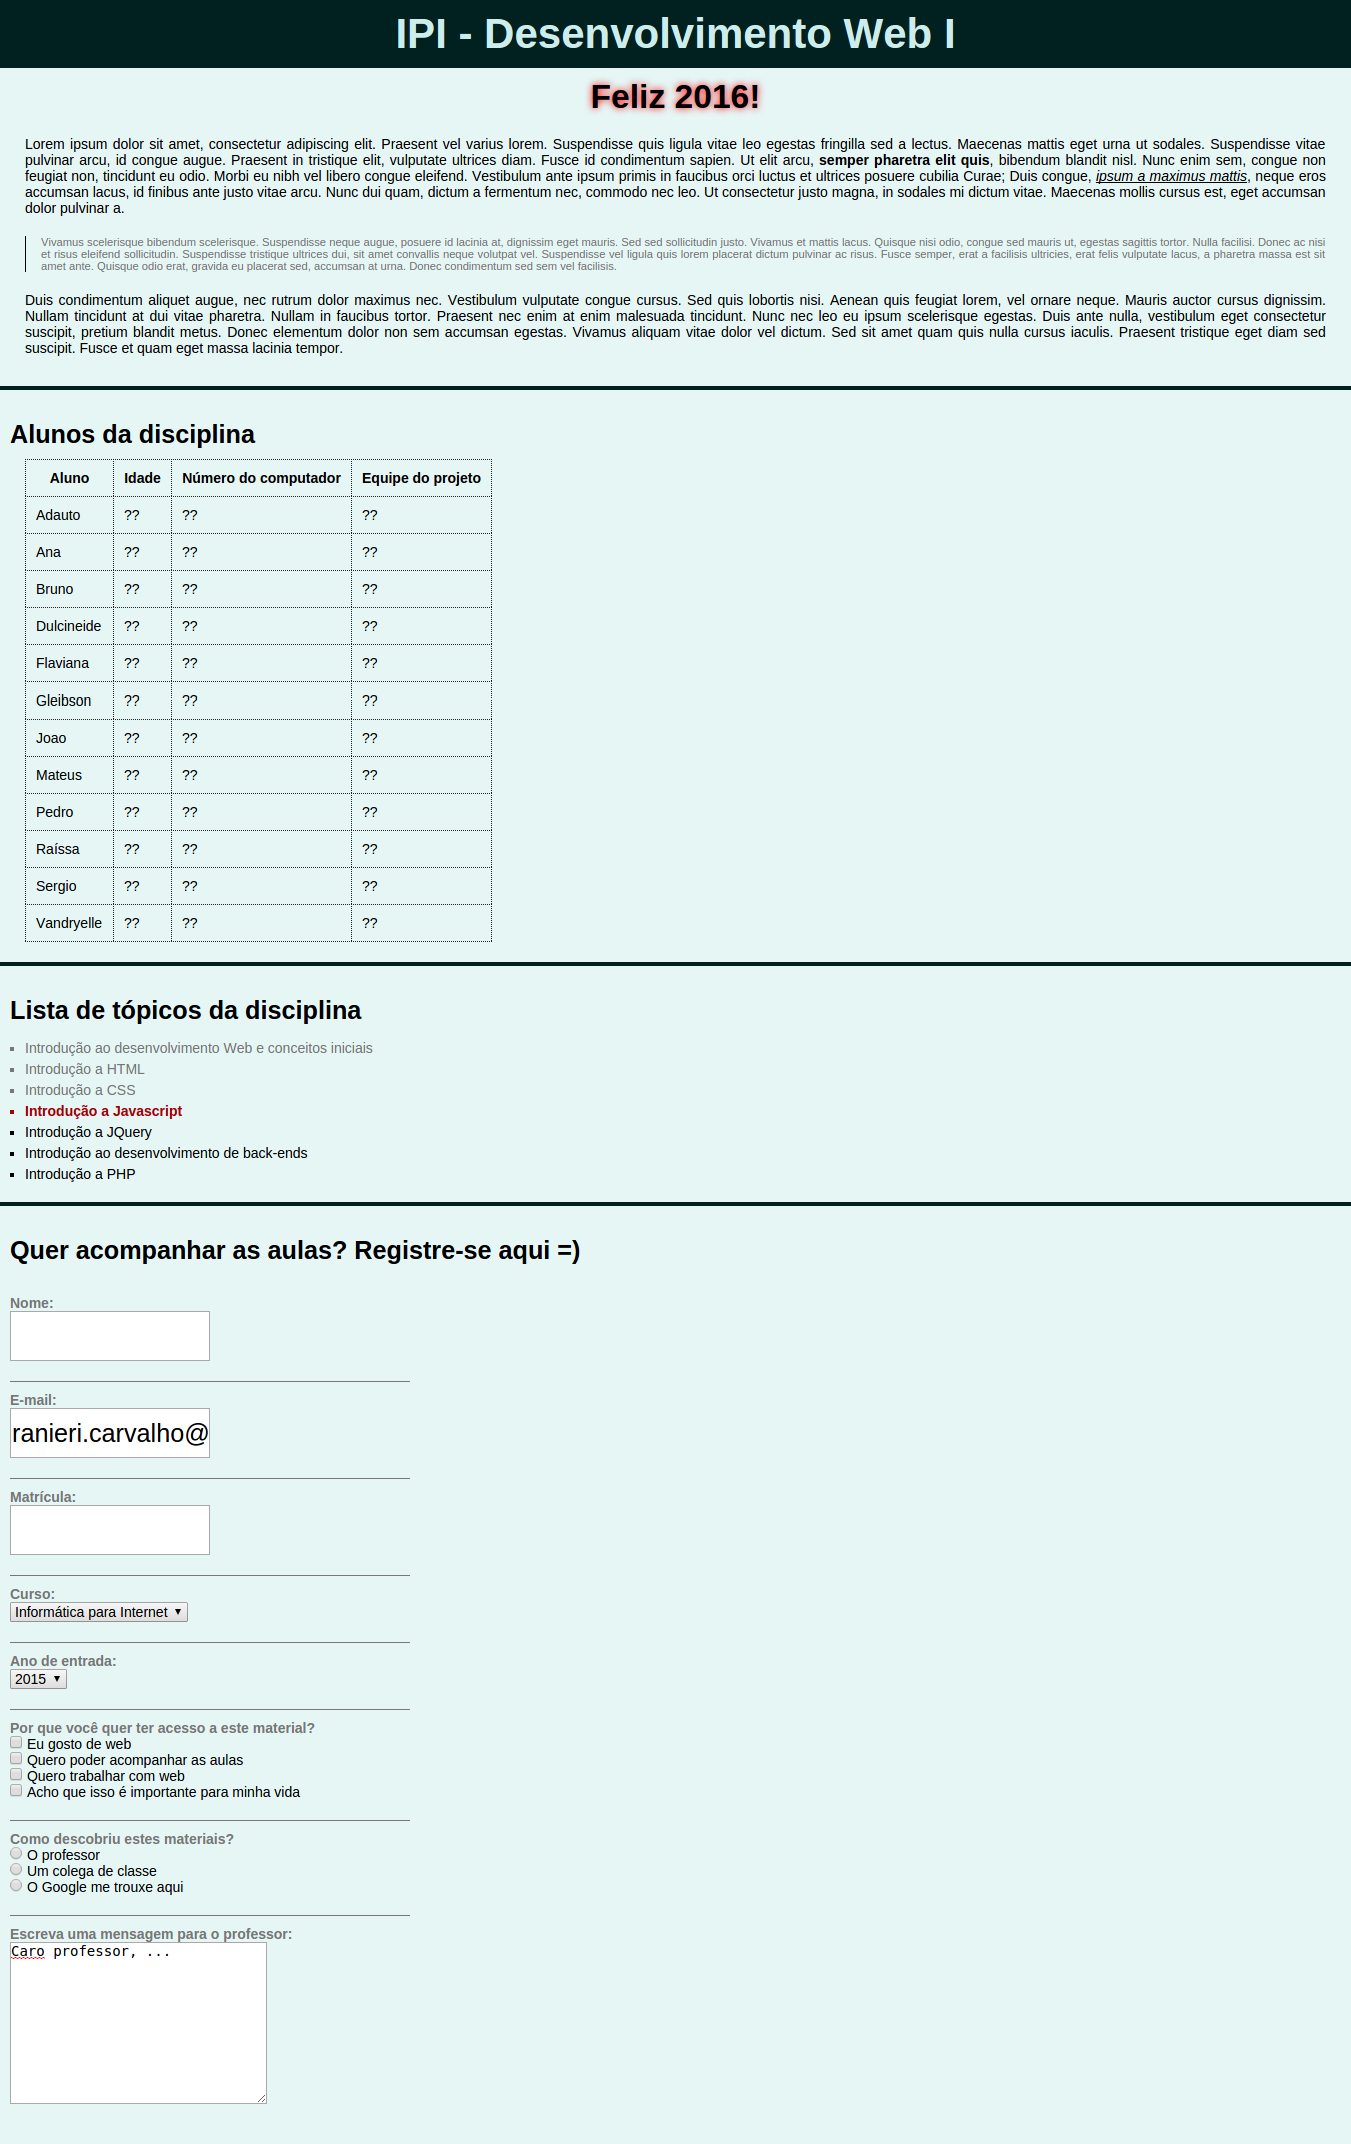 IPI - Desenvolvimento Web I
Feliz 2016!
Lorem ipsum dolor sit amet, consectetur adipiscing elit. Praesent vel varius lorem. Suspendisse quis ligula vitae leo egestas fringilla sed a lectus. Maecenas mattis eget urna ut sodales. Suspendisse vitae
pulvinar arcu, id congue augue. Praesent in tristique elit, vulputate ultrices diam. Fusce id condimentum sapien. Ut elit arcu, semper pharetra elit quis, bibendum blandit nisl. Nunc enim sem, congue non
feugiat non, tincidunt eu odio. Morbi eu nibh vel libero congue eleifend. Vestibulum ante ipsum primis in faucibus orci luctus et ultrices posuere cubilia Curae; Duis congue, ipsum a maximus mattis, neque eros
accumsan lacus, id finibus ante justo vitae arcu. Nunc dui quam, dictum a fermentum nec, commodo nec leo. Ut consectetur justo magna, in sodales mi dictum vitae. Maecenas mollis cursus est, eget accumsan
dolor pulvinar a.
Vivamus scelerisque bibendum scelerisque. Suspendisse neque augue, posuere id lacinia at, dignissim eget mauris. Sed sed sollicitudin justo. Vivamus et mattis lacus. Quisque nisi odio, congue sed mauris ut, egestas sagittis tortor. Nulla facilisi. Donec ac nisi
et risus eleifend sollicitudin. Suspendisse tristique ultrices dui, sit amet convallis neque volutpat vel. Suspendisse vel ligula quis lorem placerat dictum pulvinar ac risus. Fusce semper, erat a facilisis ultricies, erat felis vulputate lacus, a pharetra massa est sit
amet ante. Quisque odio erat, gravida eu placerat sed, accumsan at urna. Donec condimentum sed sem vel facilisis.
Duis condimentum aliquet augue, nec rutrum dolor maximus nec. Vestibulum vulputate congue cursus. Sed quis lobortis nisi. Aenean quis feugiat lorem, vel ornare neque. Mauris auctor cursus dignissim.
Nullam tincidunt at dui vitae pharetra. Nullam in faucibus tortor. Praesent nec enim at enim malesuada tincidunt. Nunc nec leo eu ipsum scelerisque egestas. Duis ante nulla, vestibulum eget consectetur
suscipit, pretium blandit metus. Donec elementum dolor non sem accumsan egestas. Vivamus aliquam vitae dolor vel dictum. Sed sit amet quam quis nulla cursus iaculis. Praesent tristique eget diam sed
suscipit. Fusce et quam eget massa lacinia tempor.
Alunos da disciplina
Aluno Idade Número do computador Equipe do projeto
Adauto ?? ?? ??
Ana ?? ?? ??
Bruno ?? ?? ??
Dulcineide ?? ?? ??
Flaviana ?? ?? ??
Gleibson ?? ?? ??
Joao ?? ?? ??
Mateus ?? ?? ??
Pedro ?? ?? ??
Raíssa ?? ?? ??
Sergio ?? ?? ??
Vandryelle ?? ?? ??
Lista de tópicos da disciplina
Introdução ao desenvolvimento Web e conceitos iniciais
Introdução a HTML
Introdução a CSS
Introdução a Javascript
Introdução a JQuery
Introdução ao desenvolvimento de back-ends
Introdução a PHP
Quer acompanhar as aulas? Registre-se aqui =)
Nome:
E-mail:
ranieri.carvalho@
Matrícula:
Curso:
Informática para Internet
Ano de entrada:
2015
Por que você quer ter acesso a este material?
Eu gosto de web
Quero poder acompanhar as aulas
Quero trabalhar com web
Acho que isso é importante para minha vida
Como descobriu estes materiais?
O professor
Um colega de classe
O Google me trouxe aqui
Escreva uma mensagem para o professor:
Caro professor, ...